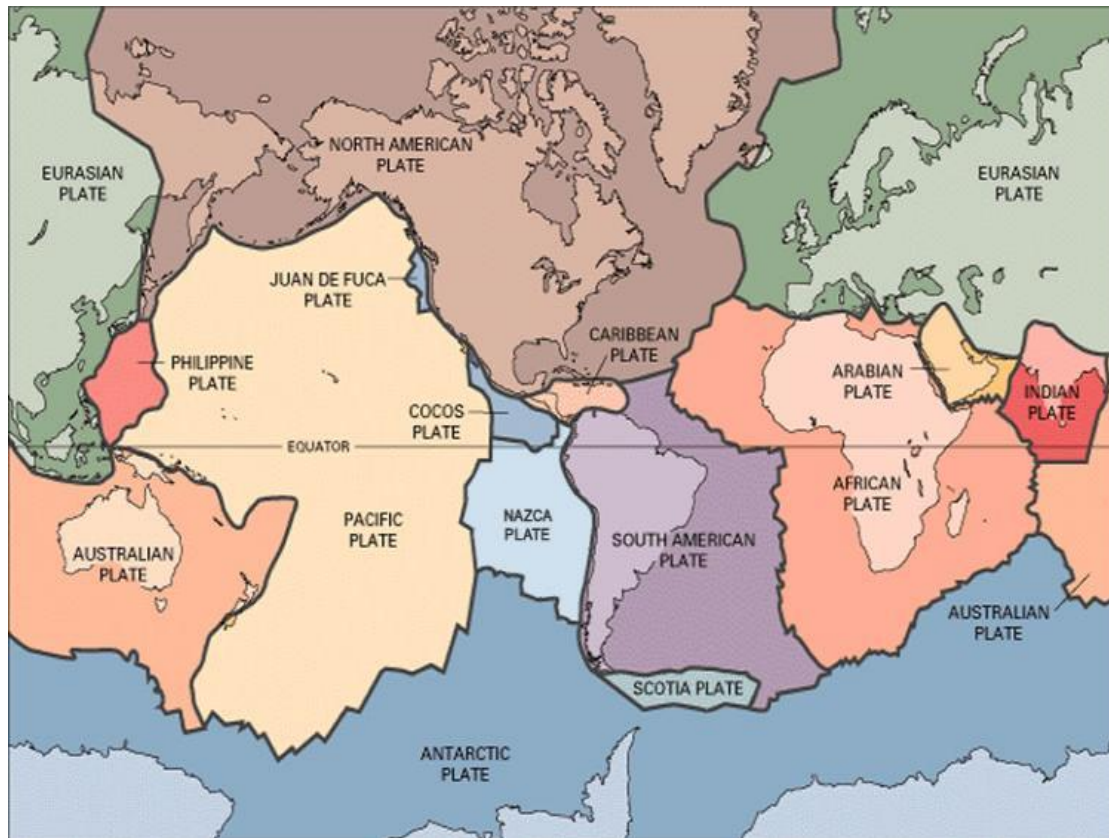 NORTH AMERICAN
PLATE
EURASIAN
PLATE
EURASIAN
PLATE
JUAN DE FUCA
PLATE
CARIBBEAN
PLATE
PHILIPPINE
PLATE
ARABIAN
PLATE
INDIAN
PLATE
COCOS
PLATE
EQUATOR
AFRICAN
PLATE
PACIFIC
PLATE
NAZCA
PLATE
SOUTH AMERICAN
PLATE
AUSTRALIAN
PLATE
AUSTRALIAN
PLATE
SCOTIA PLATE
ANTARCTIC
PLATE